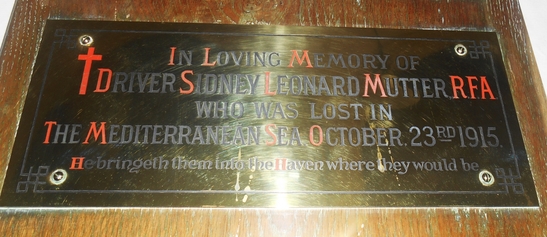 In Loving Memory of
Driver Sidney Leonard Mutter, R.F.A.
who was lost in
The Mediterranean Sea, October. 23rd 1915.
He bringeth them into the Haven where they would be